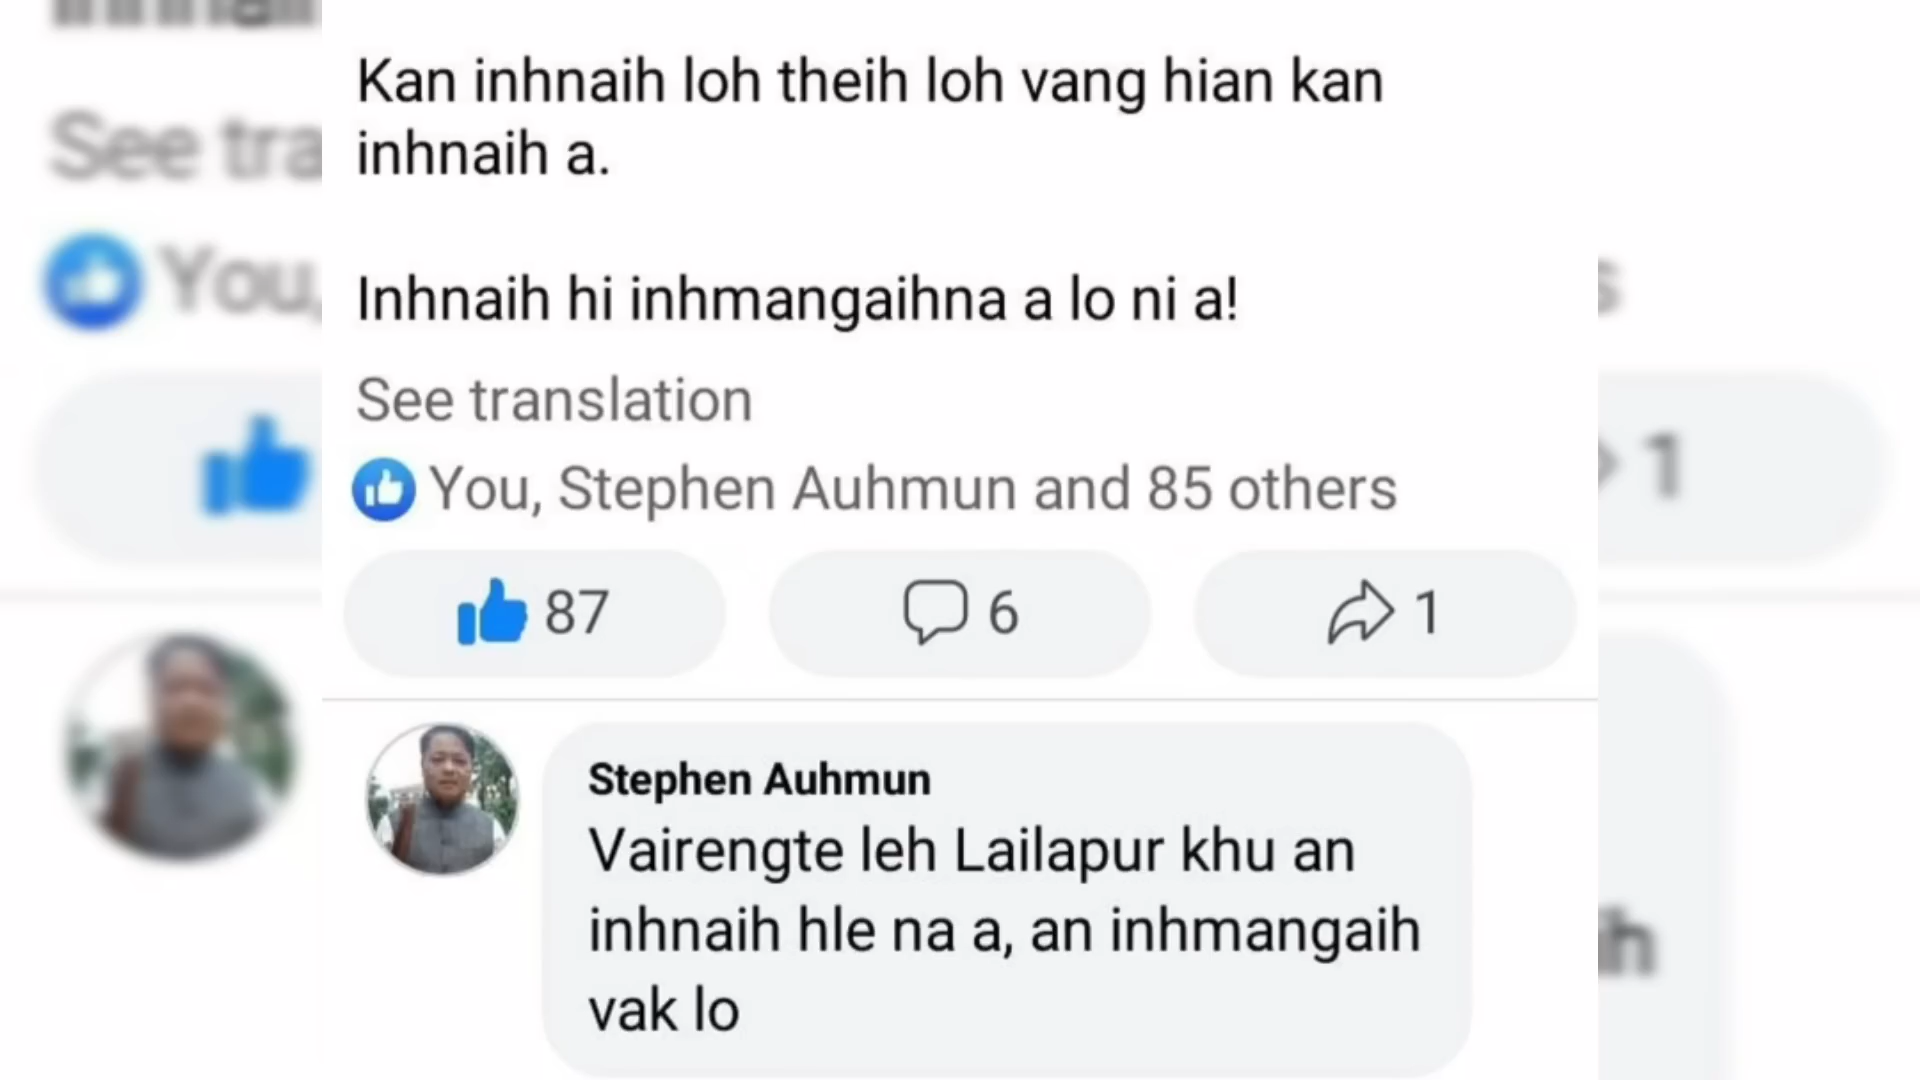 Kan inhnaih loh theih loh vang hian kan
inhnaih a.
Inhnaih hi inhmangaihna a lo ni a!
See translation
You, Stephen Auhmun and 85 others
87
6
1
Stephen Auhmun
Vairengte leh Lailapur khu an
inhnaih hle na a, an inhmangaih
vak lo